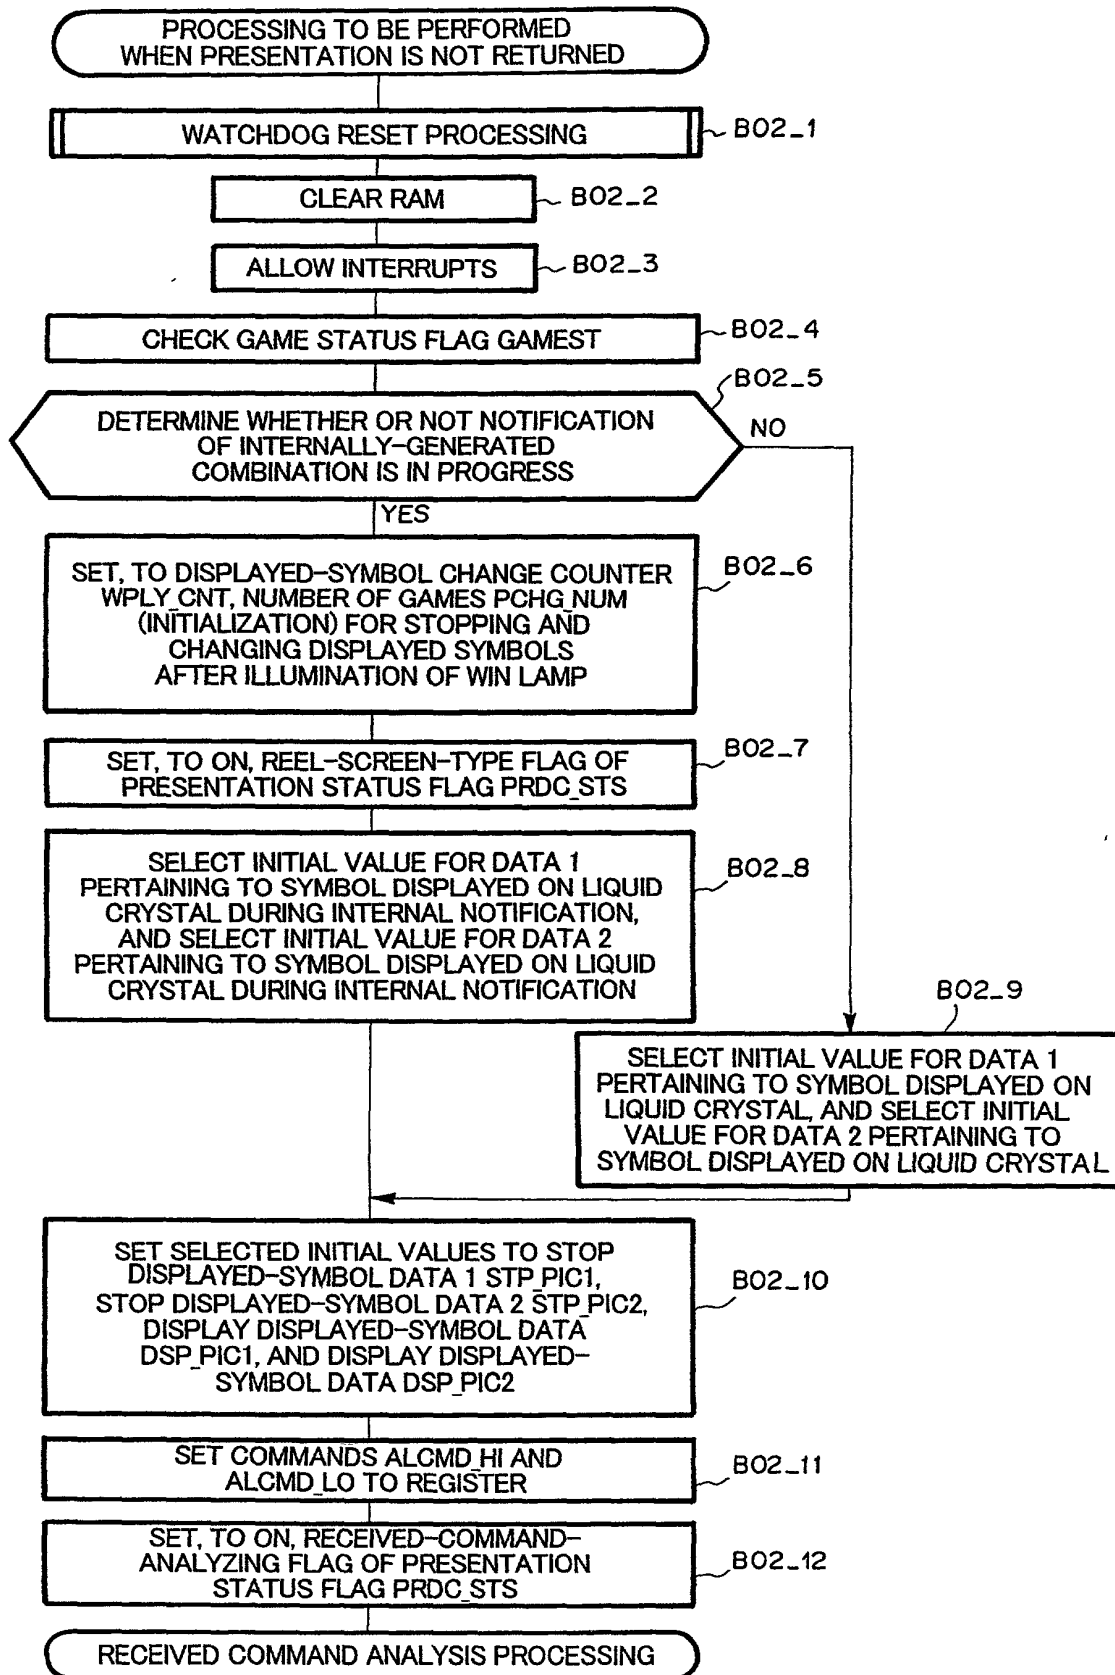 PROCESSING TO BE PERFORMED
WHEN PRESENTATION IS NOT RETURNED
WATCHDOG RESET PROCESSING
B02_1
CLEAR RAM
B02_2
ALLOW INTERRUPTS
B02_3
CHECK GAME STATUS FLAG GAMEST
B02_4
B02_5
DETERMINE WHETHER OR NOT NOTIFICATION
OF INTERNALLY-GENERATED
COMBINATION IS IN PROGRESS
NO
YES
SET, TO DISPLAYED-SYMBOL CHANGE COUNTER
WPLY_CNT, NUMBER OF GAMES PCHG_NUM
(INITIALIZATION) FOR STOPPING AND
CHANGING DISPLAYED SYMBOLS
AFTER ILLUMINATION OF WIN LAMP
B02_6
SET, TO ON, REEL-SCREEN-TYPE FLAG OF
PRESENTATION STATUS FLAG PRDC_STS
B02_7
SELECT INITIAL VALUE FOR DATA 1
PERTAINING TO SYMBOL DISPLAYED ON LIQUID
CRYSTAL DURING INTERNAL NOTIFICATION,
AND SELECT INITIAL VALUE FOR DATA 2
PERTAINING TO SYMBOL DISPLAYED ON LIQUID
CRYSTAL DURING INTERNAL NOTIFICATION
B02_8
B02_9
SELECT INITIAL VALUE FOR DATA 1
PERTAINING TO SYMBOL DISPLAYED ON
LIQUID CRYSTAL, AND SELECT INITIAL
VALUE FOR DATA 2 PERTAINING TO
SYMBOL DISPLAYED ON LIQUID CRYSTAL
SET SELECTED INITIAL VALUES TO STOP
DISPLAYED-SYMBOL DATA 1 STP_PIC1,
STOP DISPLAYED-SYMBOL DATA 2 STP_PIC2,
DISPLAY DISPLAYED-SYMBOL DATA
DSP_PIC1, AND DISPLAY DISPLAYED-
SYMBOL DATA DSP_PIC2
B02_10
SET COMMANDS ALCMD_HI AND
ALCMD_LO TO REGISTER
B02_11
SET, TO ON, RECEIVED-COMMAND-
ANALYZING FLAG OF PRESENTATION
STATUS FLAG PRDC_STS
B02_12
RECEIVED COMMAND ANALYSIS PROCESSING